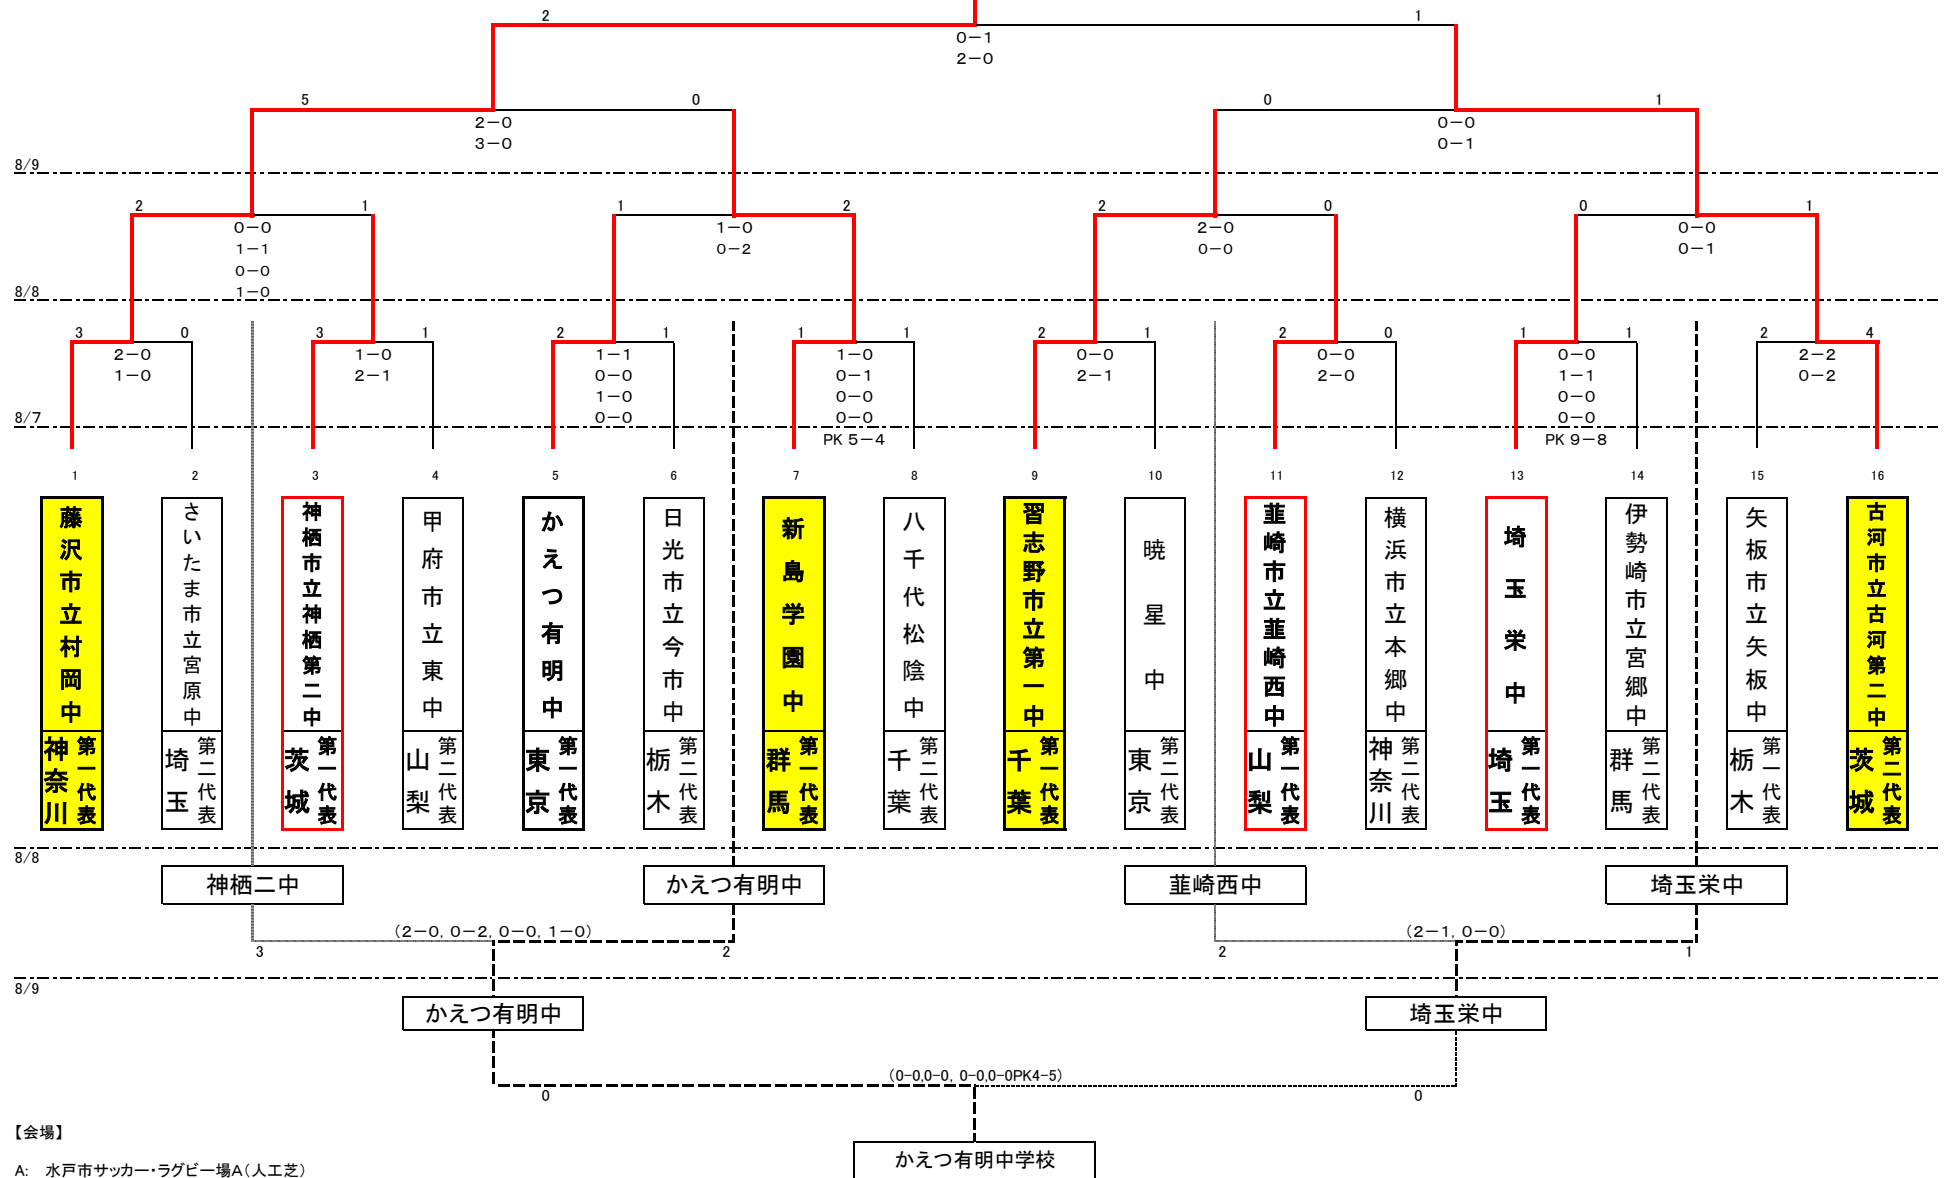 2 1
0－1
2－0
5 0 0 1
2－0 0－0
3－0 0－1
8/9
2 1 1 2 2 0 0 1
0－0 1－0 2－0 0－0
1－1 0－2 0－0 0－1
0－0
1－0
8/8
3 0 3 1 2 1 1 1 2 1 2 0 1 1 2 4
2－0 1－0 1－1 1－0 0－0 0－0 0－0 2－2
1－0 2－1 0－0 0－1 2－1 2－0 1－1 0－2
1－0 0－0 0－0
0－0 0－0 0－0
8/7
PK 5－4 PK 9－8
1 2 3 4 5 6 7 8 9 10 11 12 13 14 15 16
藤沢市立村岡中
神奈川 第一代表
さいたま市立宮原中
埼玉 第二代表
神栖市立神栖第二中
茨城 第一代表
甲府市立東中
山梨 第二代表
かえつ有明中
東京 第一代表
日光市立今市中
栃木 第二代表
新島学園中
群馬 第一代表
八千代松陰中
千葉 第二代表
習志野市立第一中
千葉 第一代表
暁星中
東京 第二代表
韮崎市立韮崎西中
山梨 第一代表
横浜市立本郷中
神奈川 第二代表
埼玉栄中
埼玉 第一代表
伊勢崎市立宮郷中
群馬 第二代表
矢板市立矢板中
栃木 第一代表
古河市立古河第二中
茨城 第二代表
8/8
神栖二中 かえつ有明中 韮崎西中 埼玉栄中
（2－0, 0－2, 0－0, 1－0） （2－1, 0－0）
3 2 2 1
8/9
かえつ有明中 埼玉栄中
（0-0,0-0, 0-0,0-0PK4-5）
0 0
【会場】
かえつ有明中学校
A: 水戸市サッカー・ラグビー場A（人工芝）